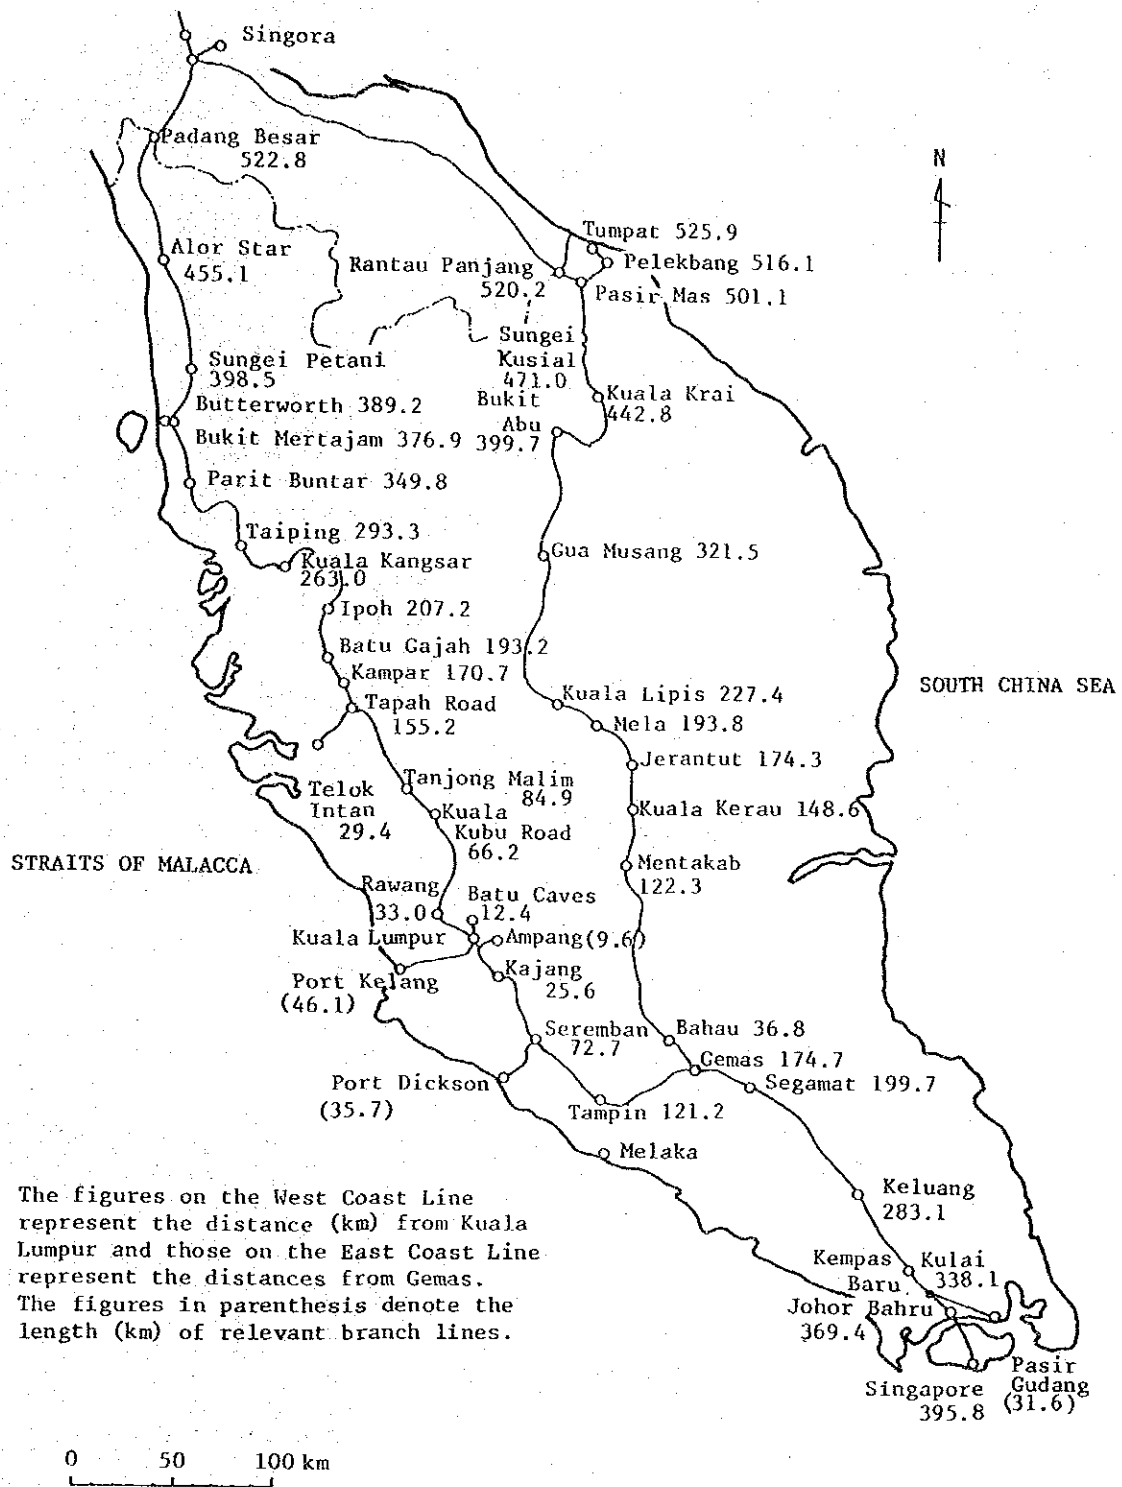 Singora
Padang Besar
522.8
N
Tumpat 525.9
Alor Star
455.1
Rantau Panjang
520.2
Pelekbang 516.1
Pasir Mas 501.1
Sungei
Kusial
471.0
Sungei Petani
398.5
Bukit
Abu
399.7
Kuala Krai
442.8
Butterworth 389.2
Bukit Mertajam 376.9
Parit Buntar 349.8
Taiping 293.3
Kuala Kangsar
263.0
Gua Musang 321.5
Ipoh 207.2
Batu Gajah 193.2
Kampar 170.7
Tapah Road
155.2
Kuala Lipis 227.4
SOUTH CHINA SEA
Mela 193.8
Jerantut 174.3
Telok
Intan
29.4
Tanjong Malim
84.9
Kuala
Kubu Road
66.2
Kuala Kerau 148.6
STRAITS OF MALACCA
Mentakab
122.3
Rawang
33.0
Batu Caves
12.4
Kuala Lumpur
Ampang(9.6)
Port Kelang
(46.1)
Kajang
25.6
Seremban
72.7
Bahau 36.8
Gemas 174.7
Segamat 199.7
Port Dickson
(35.7)
Tampin 121.2
Melaka
The figures on the West Coast Line
represent the distance (km) from Kuala
Lumpur and those on the East Coast Line
represent the distances from Gemas.
The figures in parenthesis denote the
length (km) of relevant branch lines.
Keluang
283.1
Kempas
Baru
Kulai
338.1
Johor Bahru
369.4
Singapore
395.8
Pasir
Gudang
(31.6)
0 50 100 km